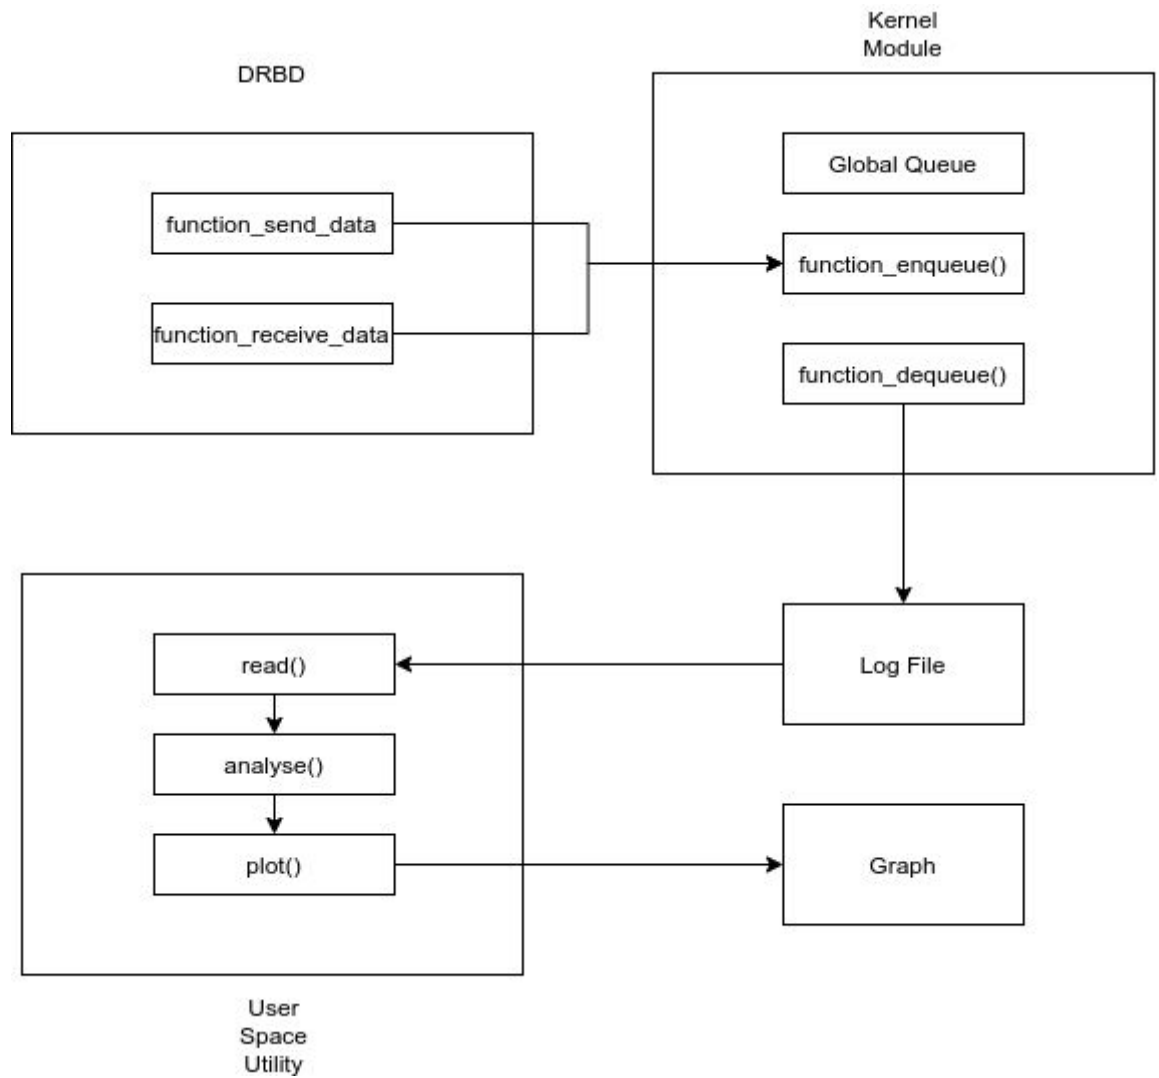 Kernel
Module
DRBD
Global Queue
function_send_data
function_enqueue()
function_receive_data
function_dequeue()
read()
Log File
analyse()
plot()
Graph
User
Space
Utility